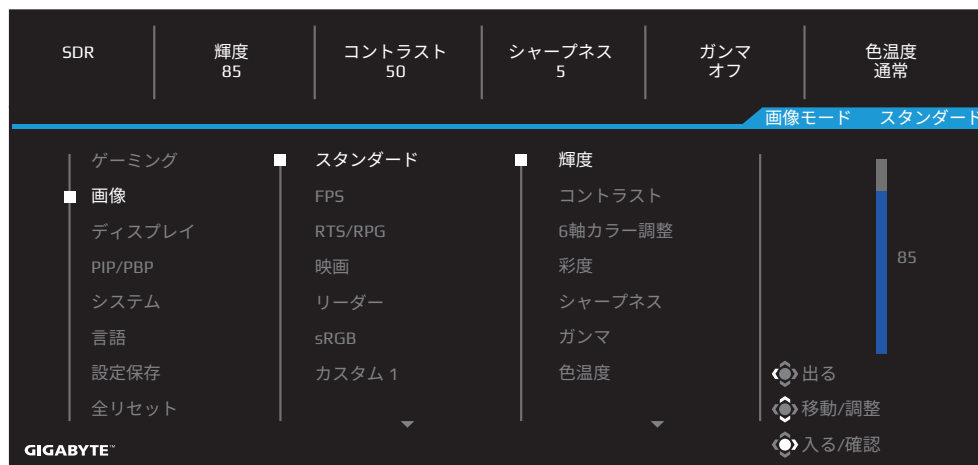 SDR
輝度
85
コントラスト
50
シャープネス
5
ガンマ
オフ
色温度
通常
画像モード スタンダード
ゲーミング
画像
ディスプレイ
PIP/PBP
システム
言語
設定保存
全リセット
スタンダード
FPS
RTS/RPG
映画
リーダー
sRGB
カスタム 1
輝度
コントラスト
6軸カラー調整
彩度
シャープネス
ガンマ
色温度
85
出る
移動/調整
入る/確認
GIGABYTE™